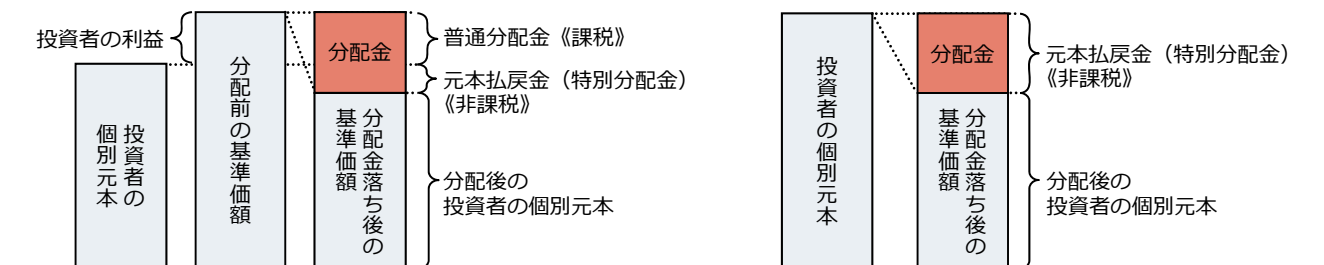 投資者の利益
投資者の
個別元本
分配前の基準価額
分配金
分配金落ち後の
基準価額
普通分配金《課税》
元本払戻金（特別分配金）
《非課税》
分配後の
投資者の個別元本
投資者の個別元本
分配金
分配金落ち後の
基準価額
元本払戻金（特別分配金）
《非課税》
分配後の
投資者の個別元本